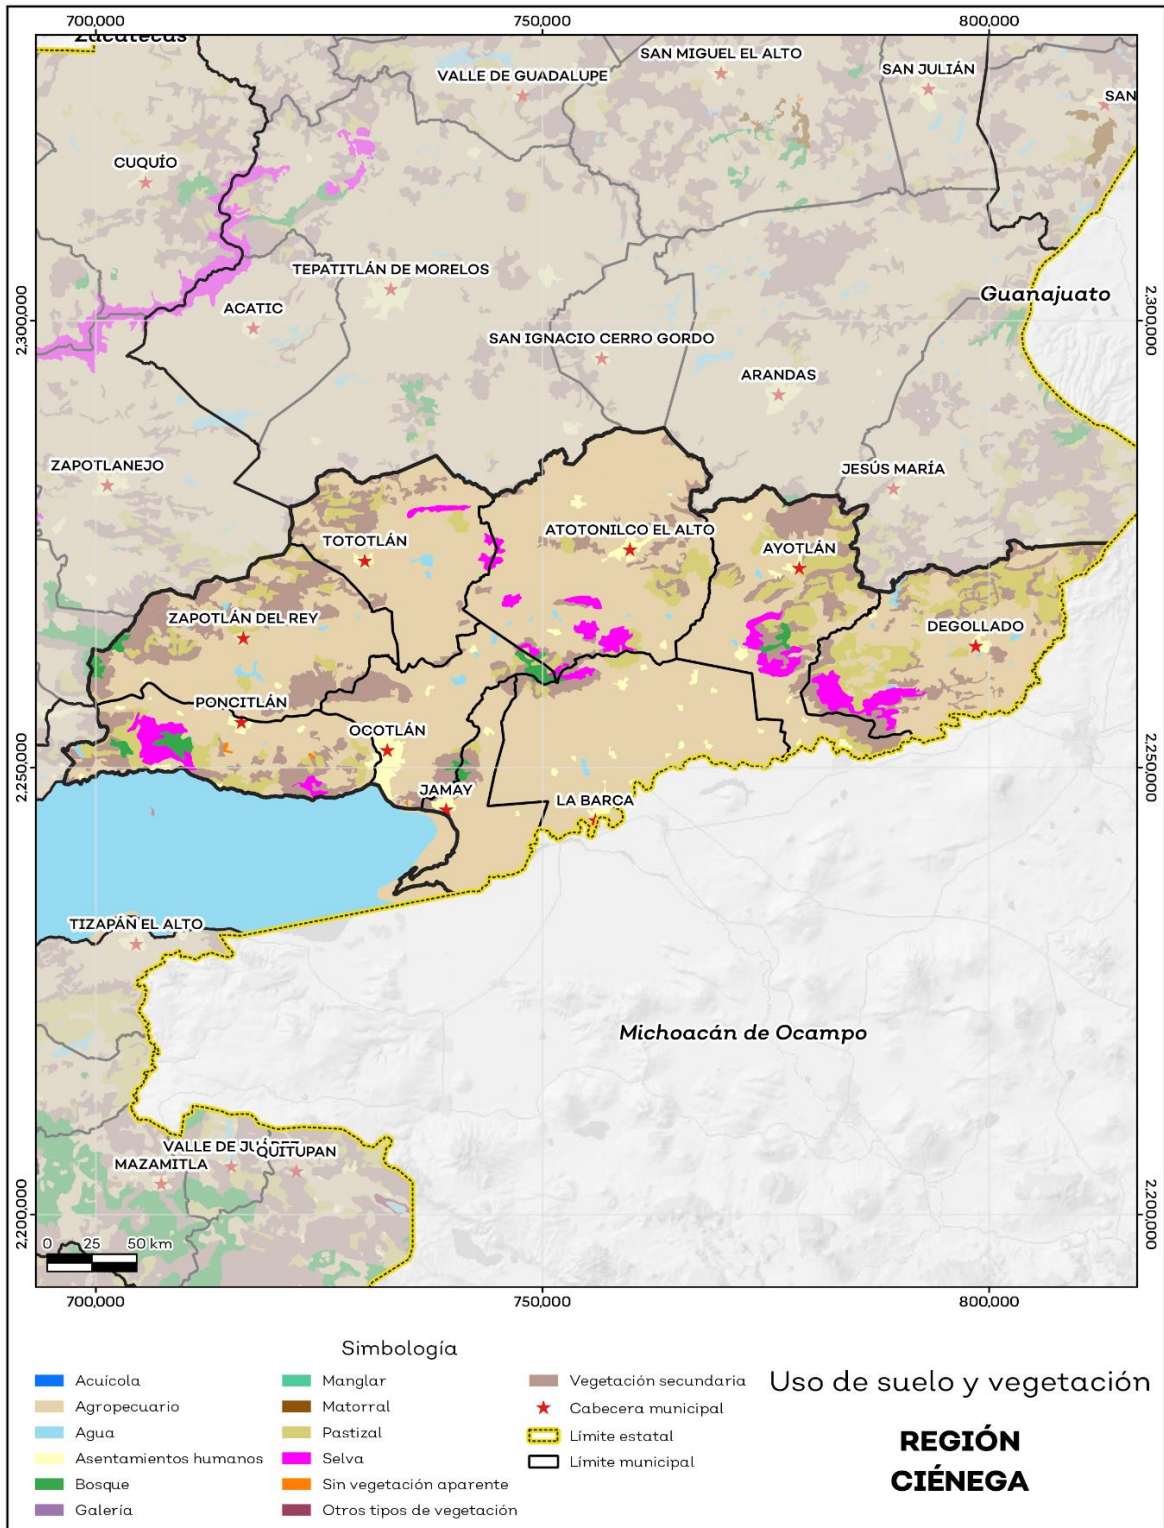 700,000
750,000
800,000
Zacatecas
SAN MIGUEL EL ALTO
VALLE DE GUADALUPE
SAN JULIÁN
SAN
CUQUÍO
TEPATITLÁN DE MORELOS
Guanajuato
ACATIC
2,300,000
2,300,000
SAN IGNACIO CERRO GORDO
ARANDAS
ZAPOTLANEJO
JESÚS MARÍA
ATOTONILCO EL ALTO
TOTOTLÁN
AYOTLÁN
ZAPOTLÁN DEL REY
DEGOLLADO
PONCITLÁN
OCOTLÁN
2,250,000
2,250,000
JAMAY
LA BARCA
TIZAPÁN EL ALTO
Michoacán de Ocampo
VALLE DE JUÁREZ
QUITUPAN
MAZAMITLA
2,200,000
2,200,000
0 25 50 km
700,000
750,000
800,000
Simbología
Acuícola
Agropecuario
Agua
Asentamientos humanos
Bosque
Galería
Manglar
Matorral
Pastizal
Selva
Sin vegetación aparente
Otros tipos de vegetación
Vegetación secundaria
Cabecera municipal
Límite estatal
Límite municipal
Uso de suelo y vegetación
REGIÓN
CIÉNEGA